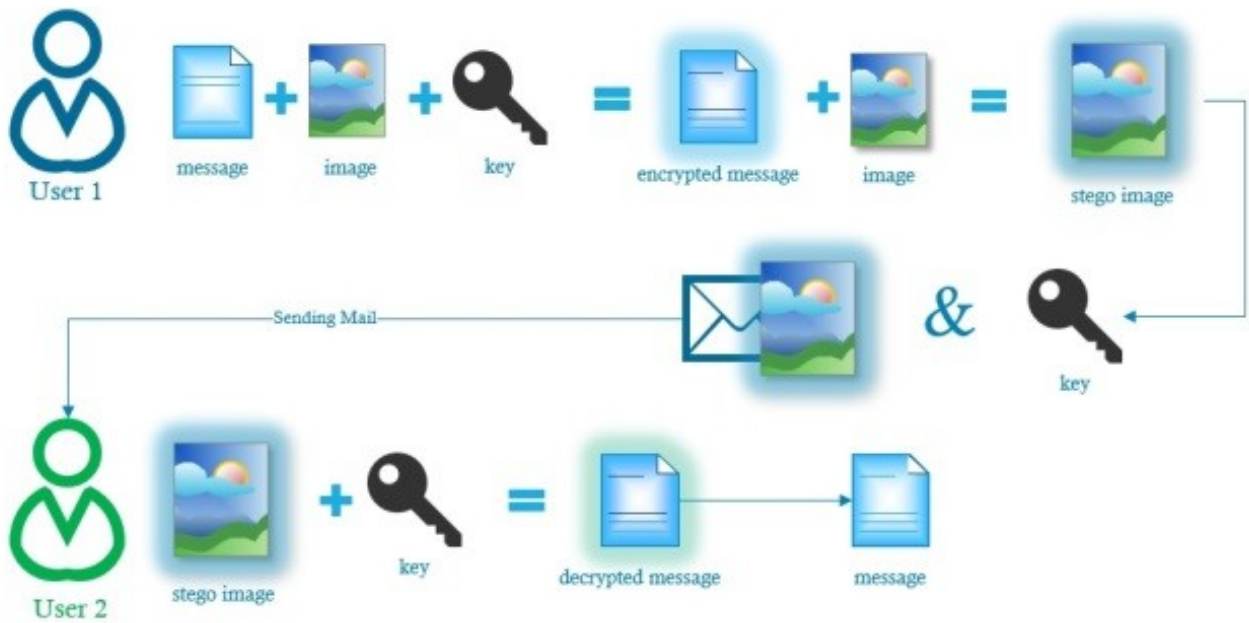 message
image
key
encrypted message
image
stego image
User 1
&
Sending Mail
key
stego image
key
decrypted message
message
User 2